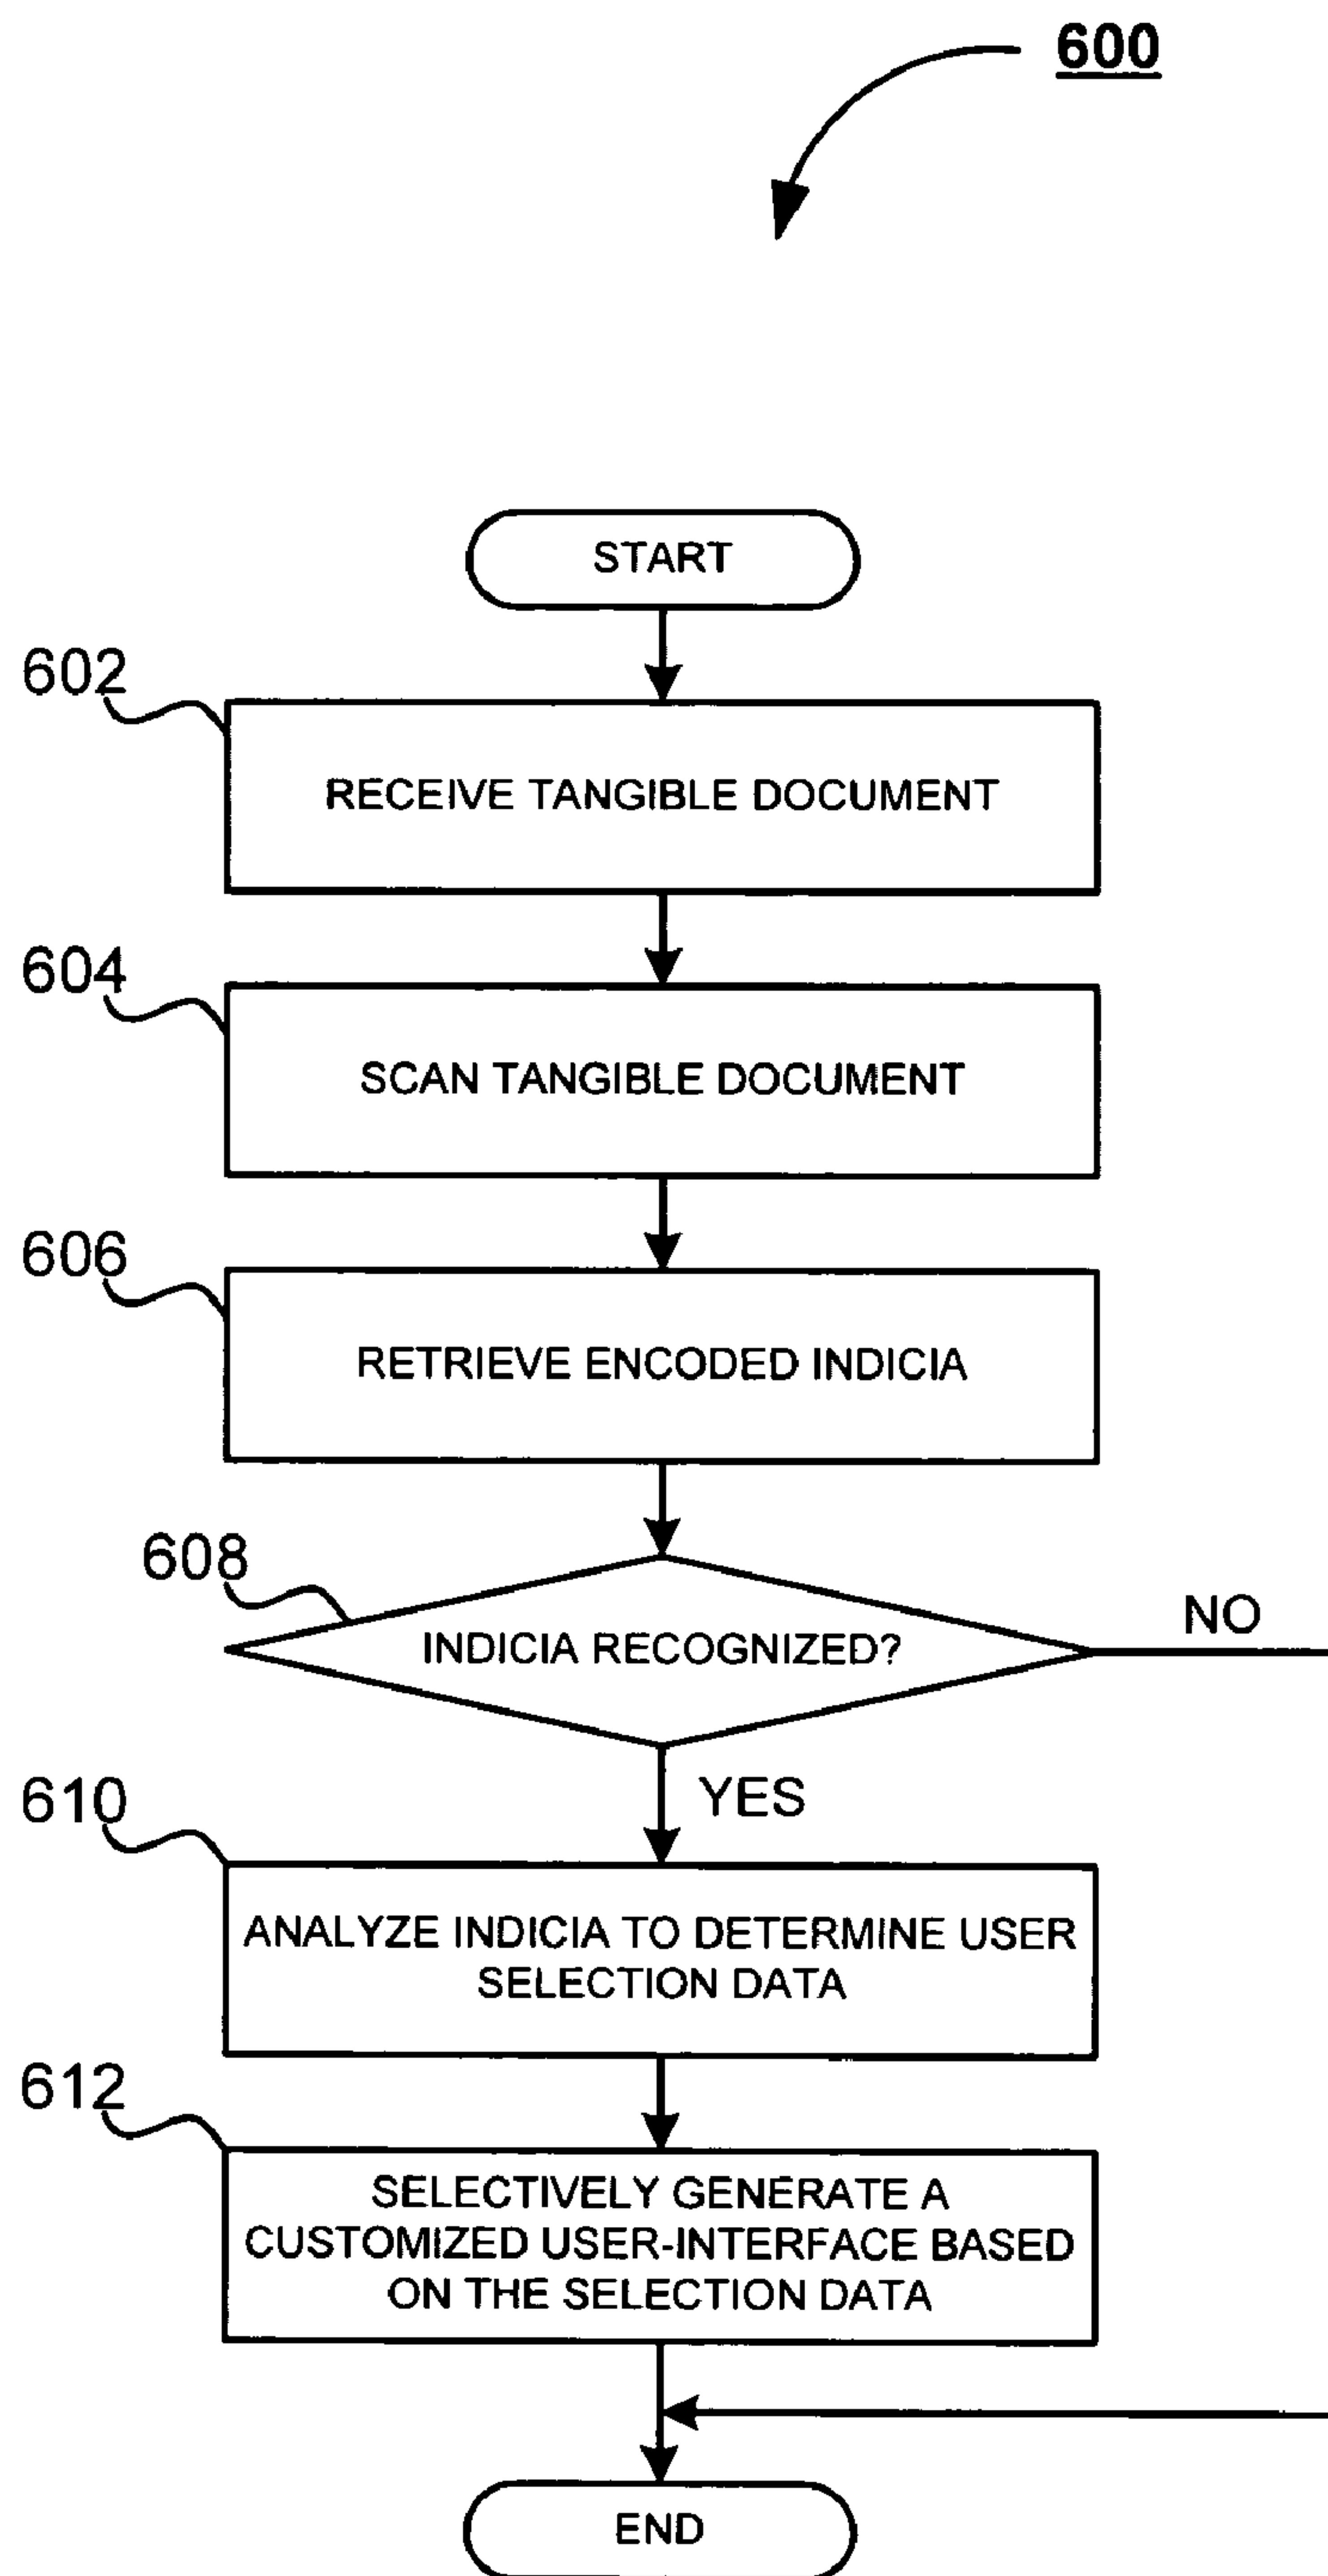 600
START
602
RECEIVE TANGIBLE DOCUMENT
604
SCAN TANGIBLE DOCUMENT
606
RETRIEVE ENCODED INDICIA
608
INDICIA RECOGNIZED?
NO
YES
610
ANALYZE INDICIA TO DETERMINE USER
SELECTION DATA
612
SELECTIVELY GENERATE A
CUSTOMIZED USER-INTERFACE BASED
ON THE SELECTION DATA
END